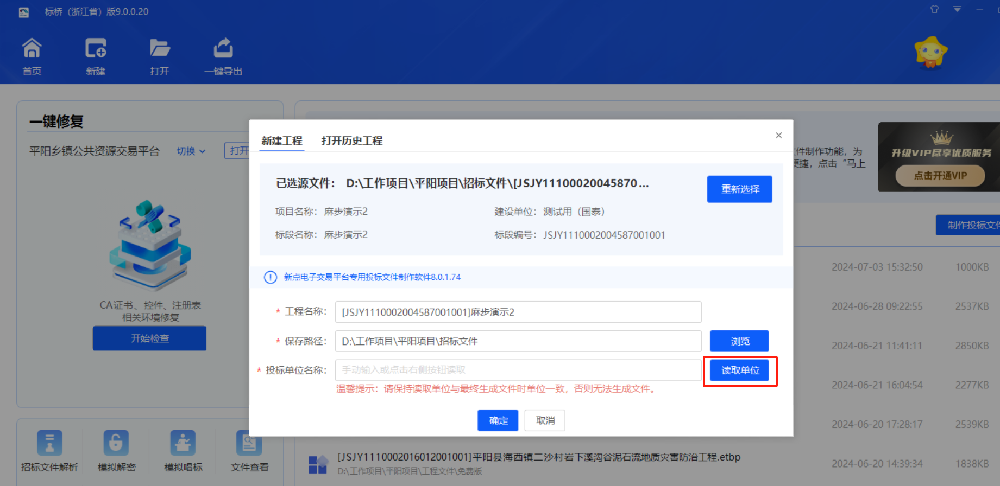 标桥（浙江省）版9.0.0.20
首页
新建
打开
一键导出
一键修复
平阳乡镇公共资源交易平台
切换
打开
CA证书、控件、注册表
相关环境修复
开始检查
招标文件解析
模拟解密
模拟唱标
文件查看
新建工程
打开历史工程
已选源文件： D:\工作项目\平阳项目\招标文件\[JSJY11100020045870...
重新选择
项目名称：麻步演示2
建设单位：测试用（国泰）
标段名称：麻步演示2
标段编号：JSJY1110002004587001001
新点电子交易平台专用投标文件制作软件8.0.1.74
* 工程名称： [JSJY1110002004587001001]麻步演示2
* 保存路径： D:\工作项目\平阳项目\招标文件
浏览
* 投标单位名称： 手动输入或点击右侧按钮读取
读取单位
温馨提示：请保持读取单位与最终生成文件时单位一致，否则无法生成文件。
确定
取消
件制作功能，为
便捷，点击“马上
升级VIP尽享优质服务
点击开通VIP
制作投标文件
2024-07-03 15:32:50 1000KB
2024-06-28 09:22:55 2537KB
2024-06-21 11:41:11 2850KB
2024-06-21 16:04:54 2277KB
2024-06-20 17:28:17 2539KB
[JSJY1110002016012001001]平阳县海西镇二沙村岩下溪沟谷泥石流地质灾害防治工程.etbp
D:\工作项目\平阳项目\工程文件\免费版
2024-06-20 14:39:34 1838KB